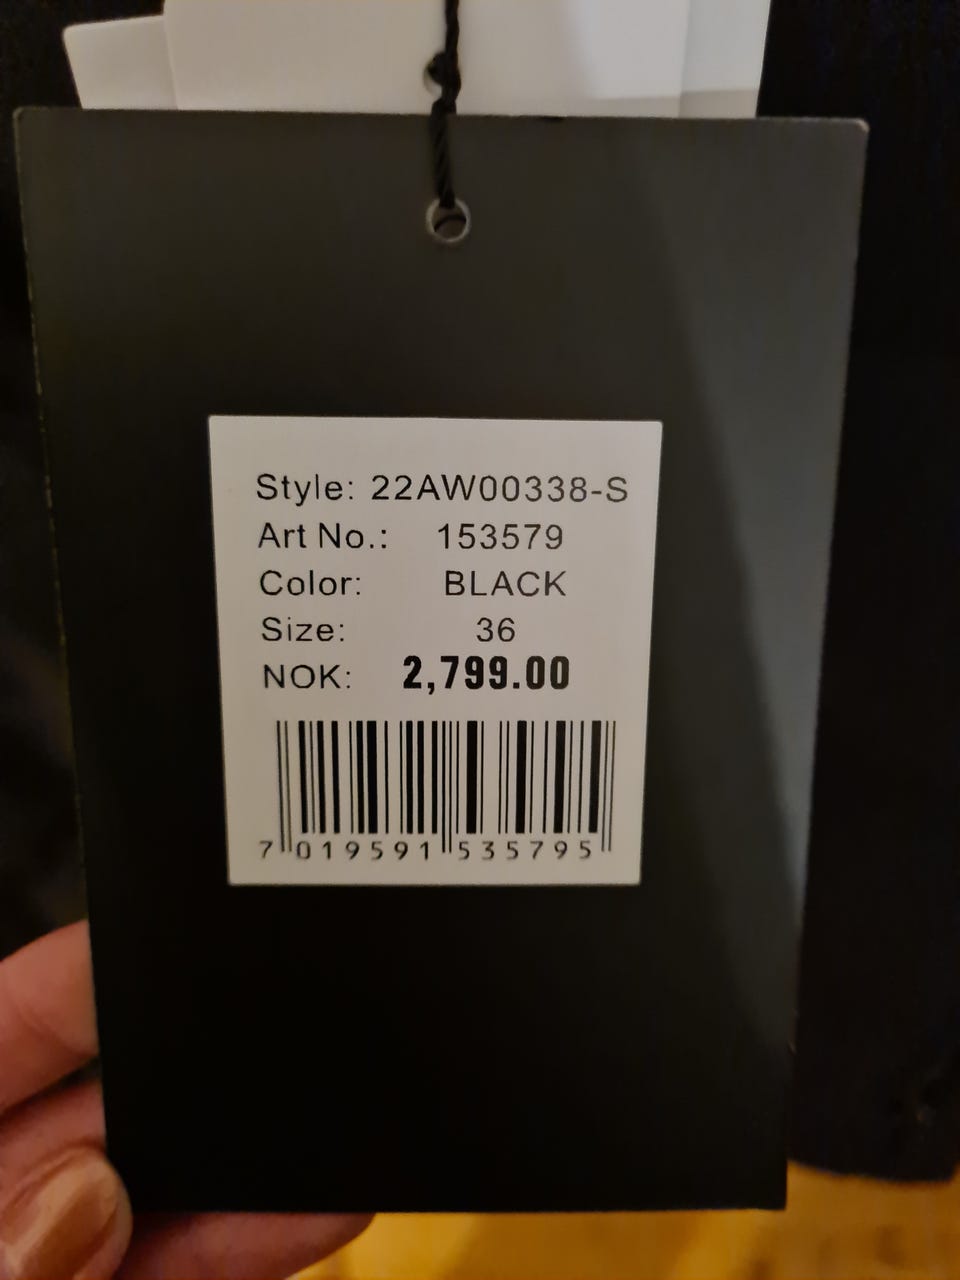 Style: 22AW00338-S
Art No.: 153579
Color: BLACK
Size: 36
NOK: 2,799.00
7 019591 535795